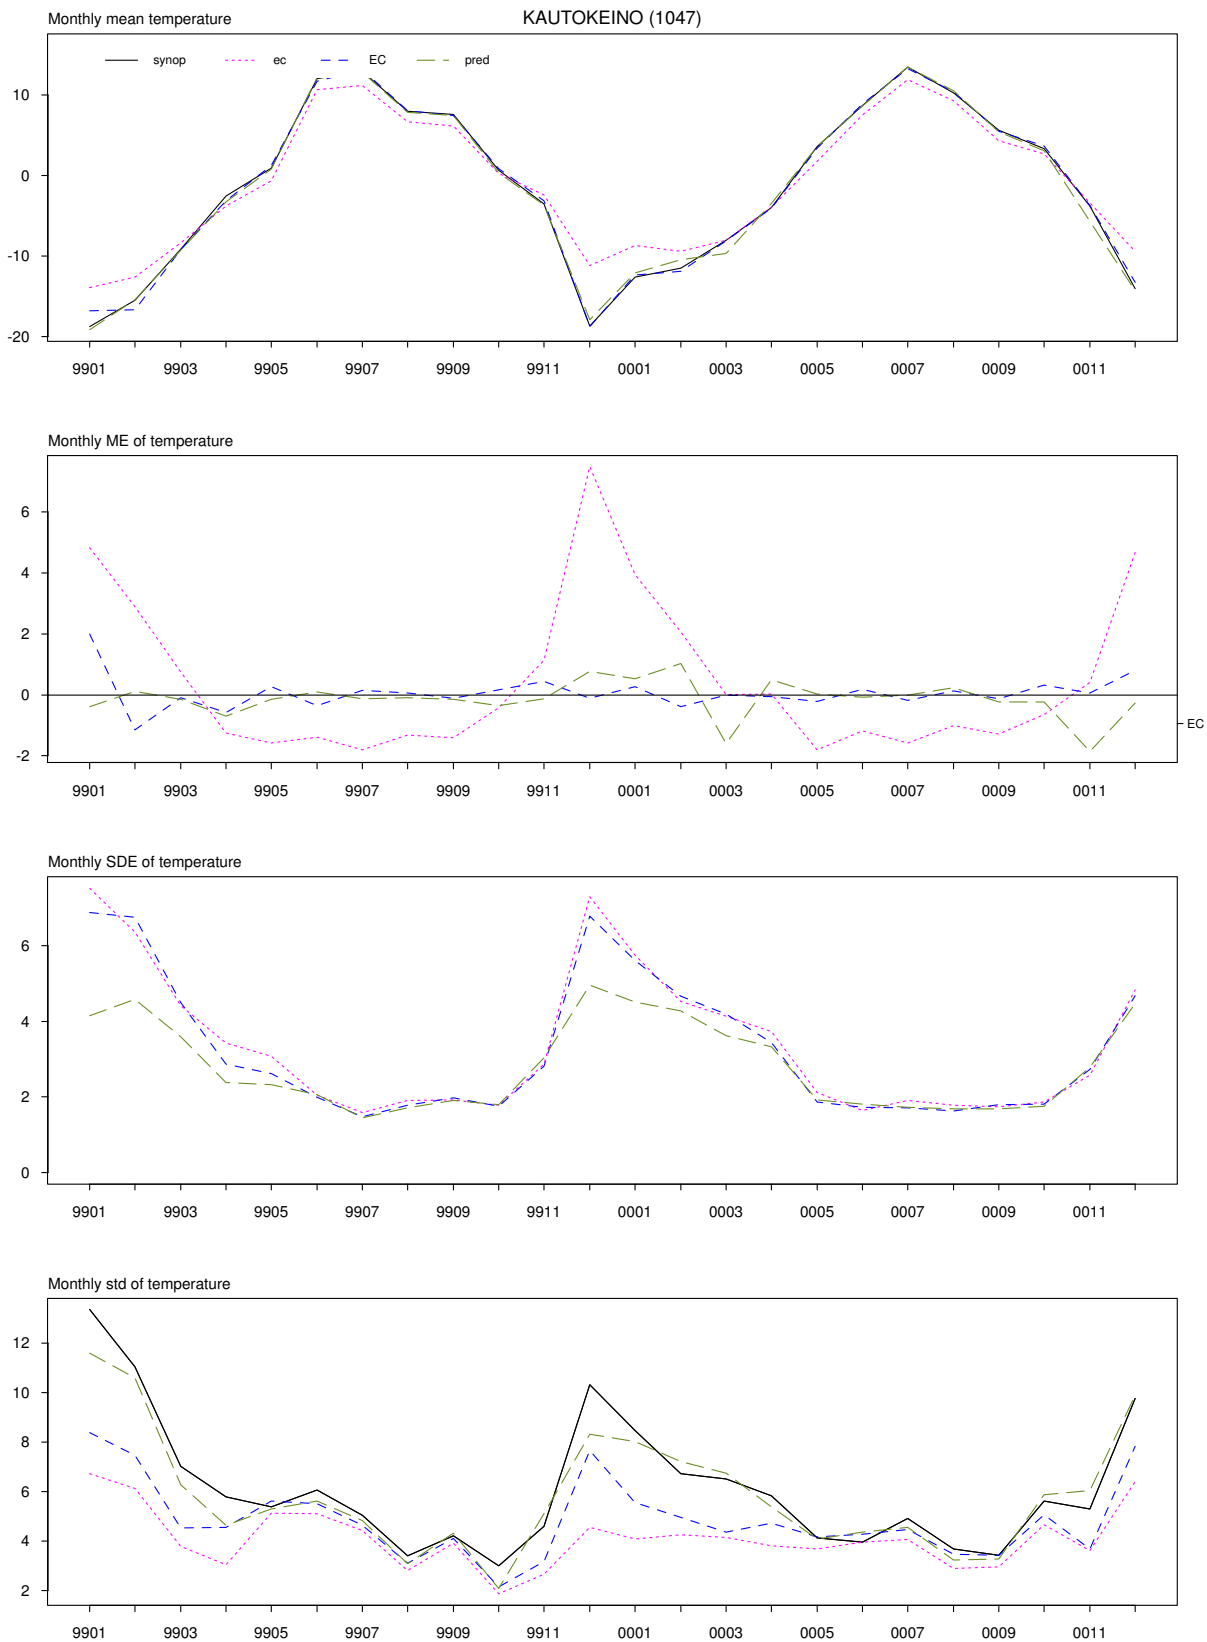 KAUTOKEINO (1047)
Monthly mean temperature
synop ec EC pred
10
0
-10
-20
9901 9903 9905 9907 9909 9911 0001 0003 0005 0007 0009 0011
Monthly ME of temperature
6
4
2
0
-2
EC
9901 9903 9905 9907 9909 9911 0001 0003 0005 0007 0009 0011
Monthly SDE of temperature
6
4
2
0
9901 9903 9905 9907 9909 9911 0001 0003 0005 0007 0009 0011
Monthly std of temperature
12
10
8
6
4
2
9901 9903 9905 9907 9909 9911 0001 0003 0005 0007 0009 0011